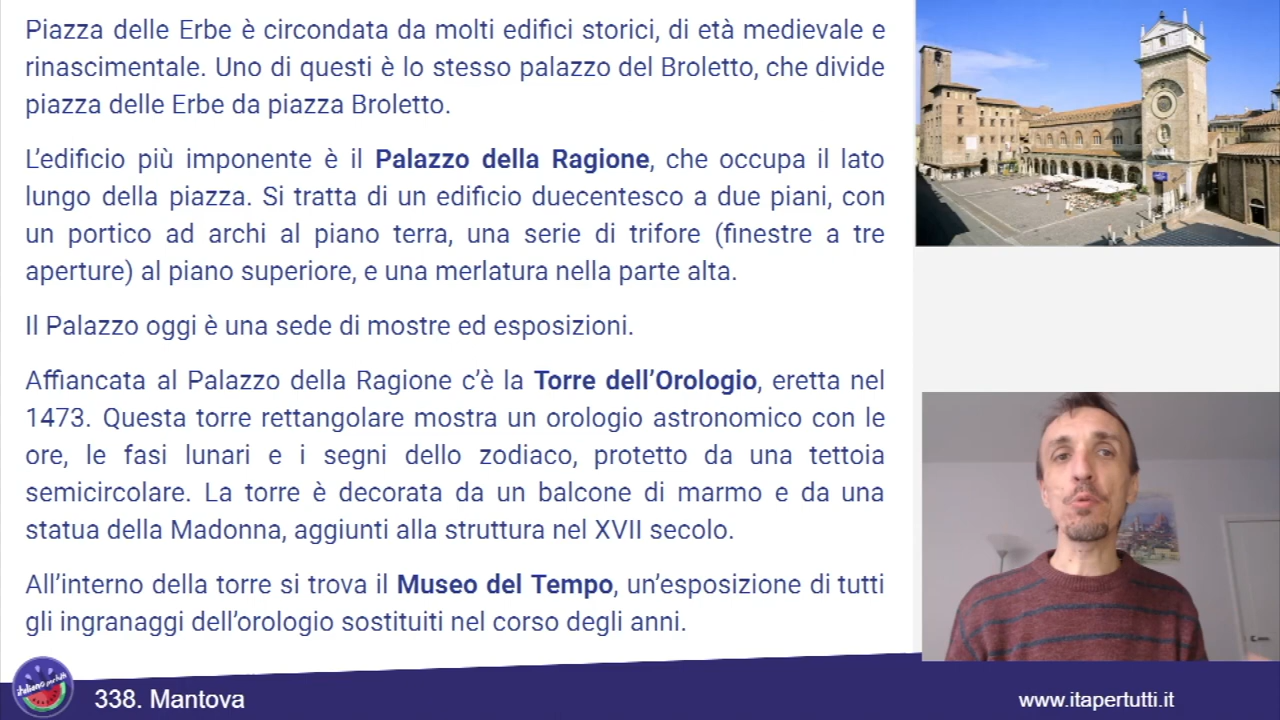 Piazza delle Erbe è circondata da molti edifici storici, di età medievale e
rinascimentale. Uno di questi è lo stesso palazzo del Broletto, che divide
piazza delle Erbe da piazza Broletto.
L’edificio più imponente è il Palazzo della Ragione, che occupa il lato
lungo della piazza. Si tratta di un edificio duecentesco a due piani, con
un portico ad archi al piano terra, una serie di trifore (finestre a tre
aperture) al piano superiore, e una merlatura nella parte alta.
Il Palazzo oggi è una sede di mostre ed esposizioni.
Affiancata al Palazzo della Ragione c’è la Torre dell’Orologio, eretta nel
1473. Questa torre rettangolare mostra un orologio astronomico con le
ore, le fasi lunari e i segni dello zodiaco, protetto da una tettoia
semicircolare. La torre è decorata da un balcone di marmo e da una
statua della Madonna, aggiunti alla struttura nel XVII secolo.
All’interno della torre si trova il Museo del Tempo, un’esposizione di tutti
gli ingranaggi dell’orologio sostituiti nel corso degli anni.
italiano per tutti
338. Mantova
www.itapertutti.it